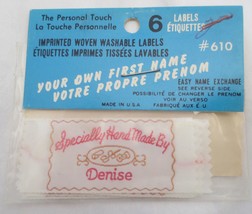 The Personal Touch
La Touche Personnelle
6 LABELS
ÉTIQUETTES
IMPRINTED WOVEN WASHABLE LABELS
ÉTIQUETTES IMPRIMES TISSÉES LAVABLES
#610
YOUR OWN FIRST NAME
VOTRE PROPRE PRÉNOM
EASY NAME EXCHANGE
SEE REVERSE SIDE
POSSIBILITÉ DE CHANGER LE PRÉNOM
VOIR AU VERSO
MADE IN U.S.A.
FABRIQUÉ AUX É.U.
Specially Hand Made By
Denise